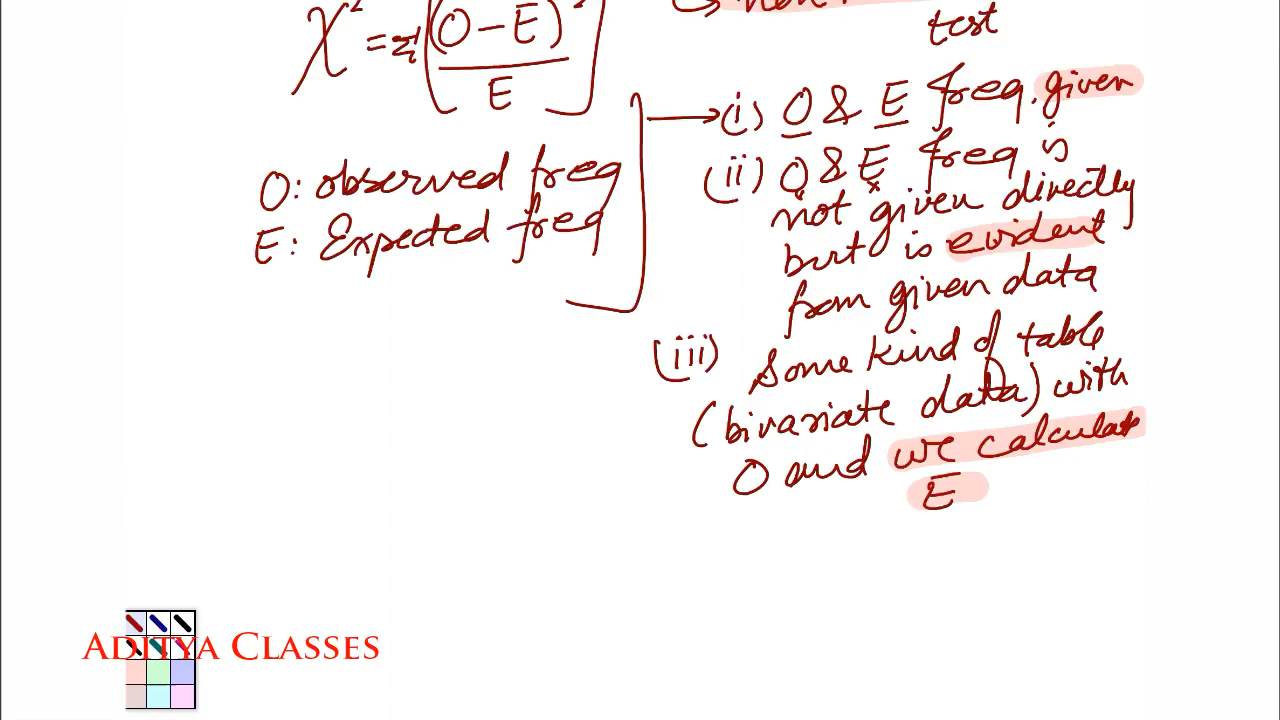 χ² = Σ[(O − E)²
E]
test
O: observed freq
E: Expected freq
(i) O & E freq. given
(ii) O & E freq is
not given directly
but is evident
from given data
(iii) Some kind of table
(bivariate data) with
O and we calculate
E
ADITYA CLASSES